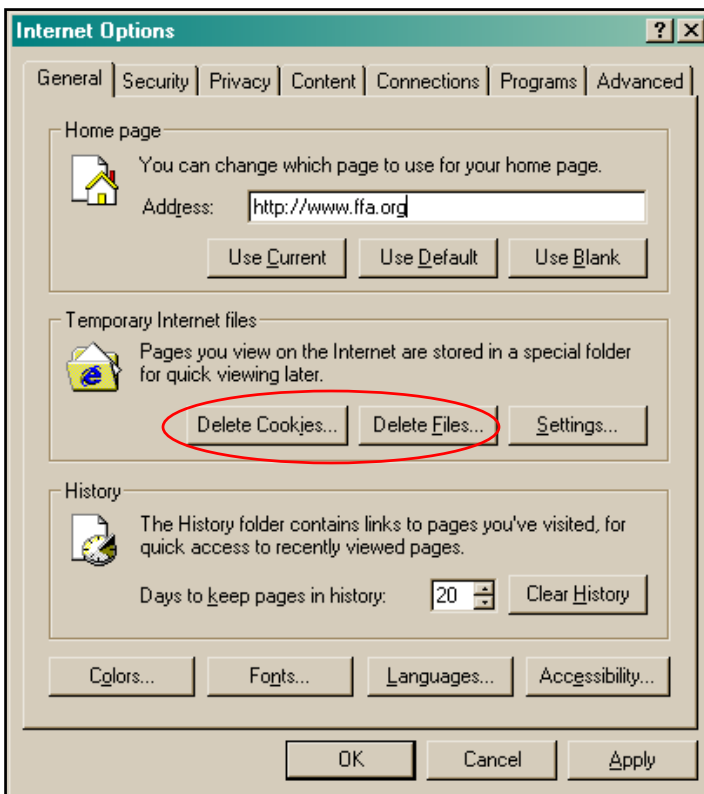 Internet Options
General Security Privacy Content Connections Programs Advanced
Home page
You can change which page to use for your home page.
Address: http://www.ffa.org
Use Current Use Default Use Blank
Temporary Internet files
Pages you view on the Internet are stored in a special folder
for quick viewing later.
Delete Cookies... Delete Files... Settings...
History
The History folder contains links to pages you've visited, for
quick access to recently viewed pages.
Days to keep pages in history: 20 Clear History
Colors... Fonts... Languages... Accessibility...
OK Cancel Apply